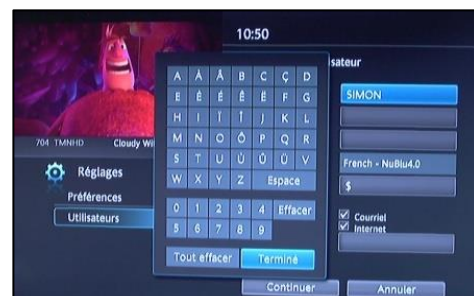 10:50
sateur
SIMON
704 TMNHD Cloudy Wi
French - NuBlu4.0
$
Réglages
Préférences
Utilisateurs
Courriel
Internet
A À Â B C Ç D
E É È Ê Ë F G
H I Ï Î J K L
M N O Ô P Q R
S T U Ù Û Ü V
W X Y Z Espace
0 1 2 3 4 Effacer
5 6 7 8 9
Tout effacer Terminé
Continuer Annuler